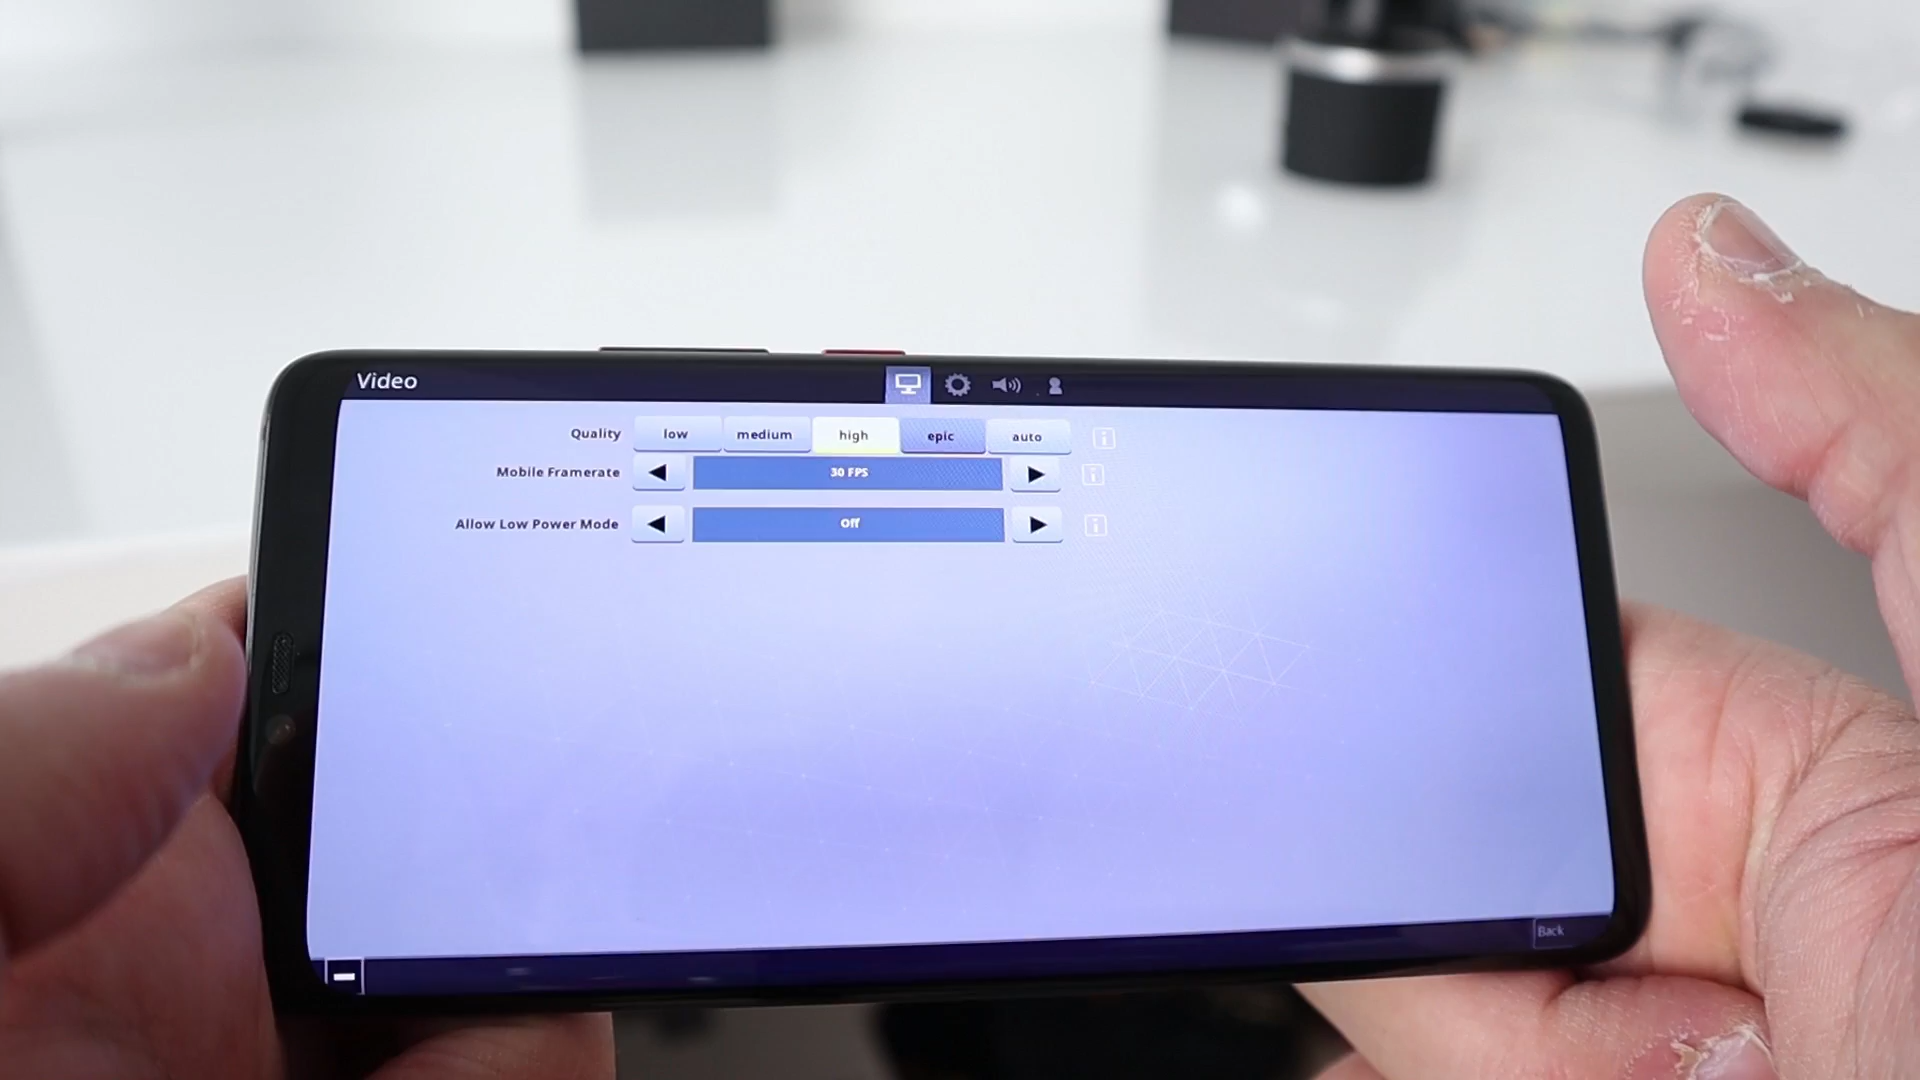 Video
Quality low medium high epic auto
Mobile Framerate 30 FPS
Allow Low Power Mode Off
Back